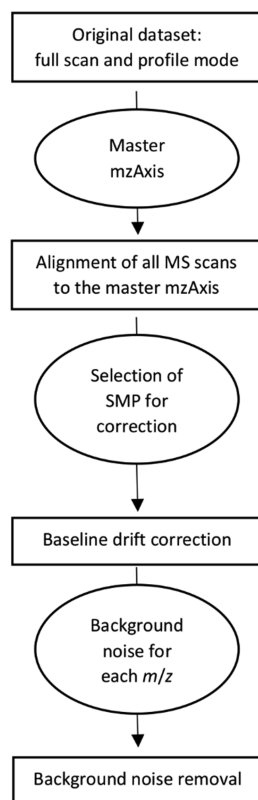 Original dataset:
full scan and profile mode
Master
mzAxis
Alignment of all MS scans
to the master mzAxis
Selection of
SMP for
correction
Baseline drift correction
Background
noise for
each m/z
Background noise removal